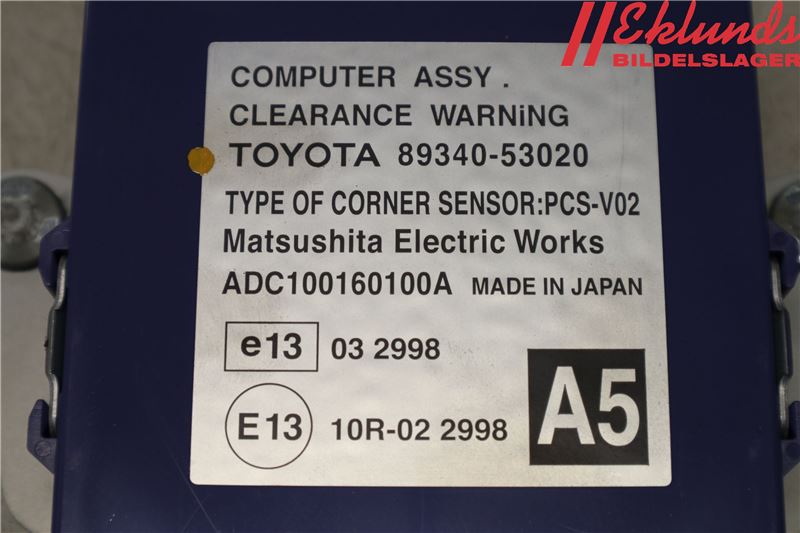 Eklunds
BILDELSLAGER
COMPUTER ASSY .
CLEARANCE WARNiNG
TOYOTA 89340-53020
TYPE OF CORNER SENSOR:PCS-V02
Matsushita Electric Works
ADC100160100A MADE IN JAPAN
e13 03 2998
E13 10R-02 2998
A5